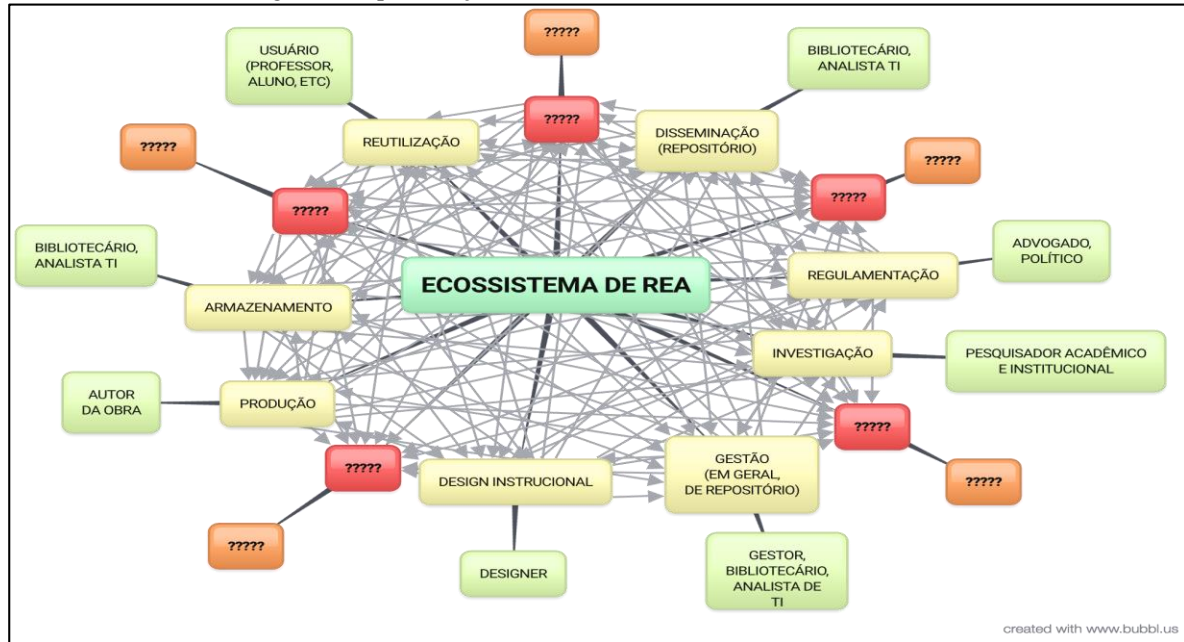 ?????
USUÁRIO
(PROFESSOR,
ALUNO, ETC)
BIBLIOTECÁRIO,
ANALISTA TI
?????
REUTILIZAÇÃO
DISSEMINAÇÃO
(REPOSITÓRIO)
?????
?????
?????
?????
BIBLIOTECÁRIO,
ANALISTA TI
ADVOGADO,
POLÍTICO
REGULAMENTAÇÃO
ECOSSISTEMA DE REA
ARMAZENAMENTO
INVESTIGAÇÃO
PESQUISADOR ACADÊMICO
E INSTITUCIONAL
AUTOR
DA OBRA
PRODUÇÃO
?????
?????
DESIGN INSTRUCIONAL
GESTÃO
(EM GERAL,
DE REPOSITÓRIO)
?????
?????
DESIGNER
GESTOR,
BIBLIOTECÁRIO,
ANALISTA DE
TI
created with www.bubbl.us